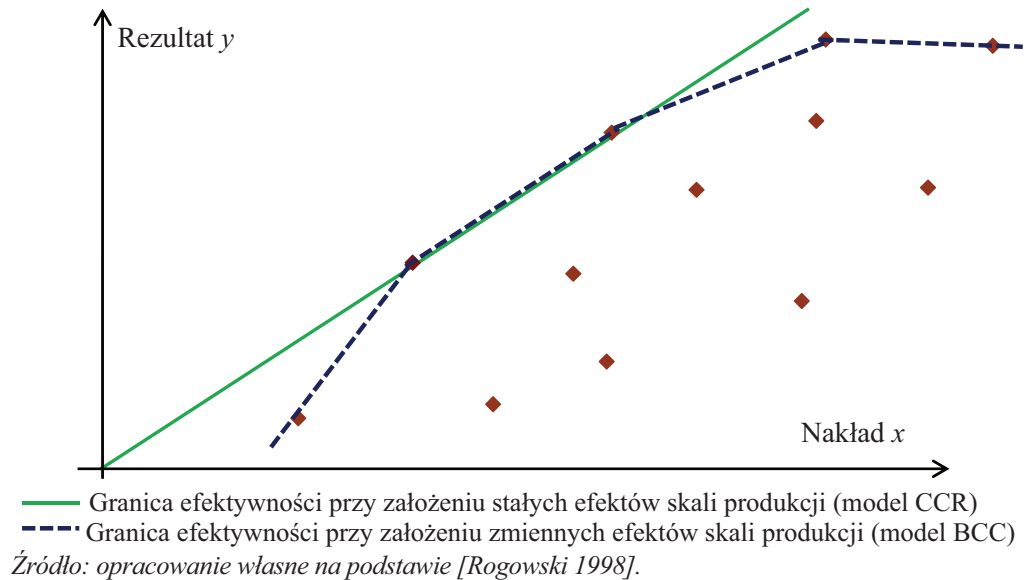 Rezultat y
Nakład x
Granica efektywności przy założeniu stałych efektów skali produkcji (model CCR)
Granica efektywności przy założeniu zmiennych efektów skali produkcji (model BCC)
Źródło: opracowanie własne na podstawie [Rogowski 1998].